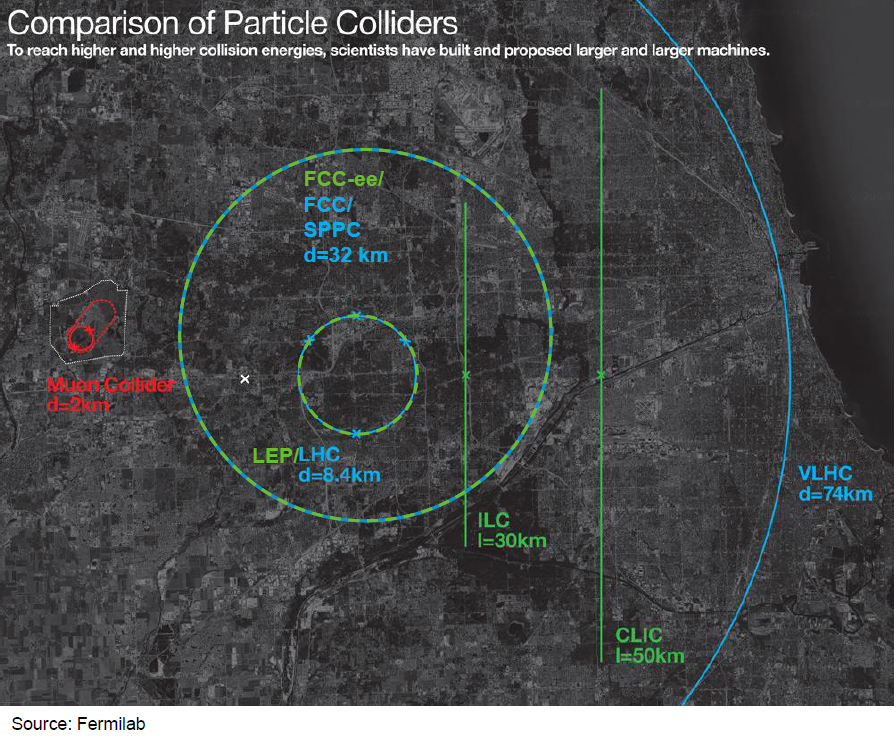 Comparison of Particle Colliders
To reach higher and higher collision energies, scientists have built and proposed larger and larger machines.
FCC-ee/
FCC/
SPPC
d=32 km
Muon Collider
d=2km
LEP/LHC
d=8.4km
VLHC
d=74km
ILC
l=30km
CLIC
l=50km
Source: Fermilab